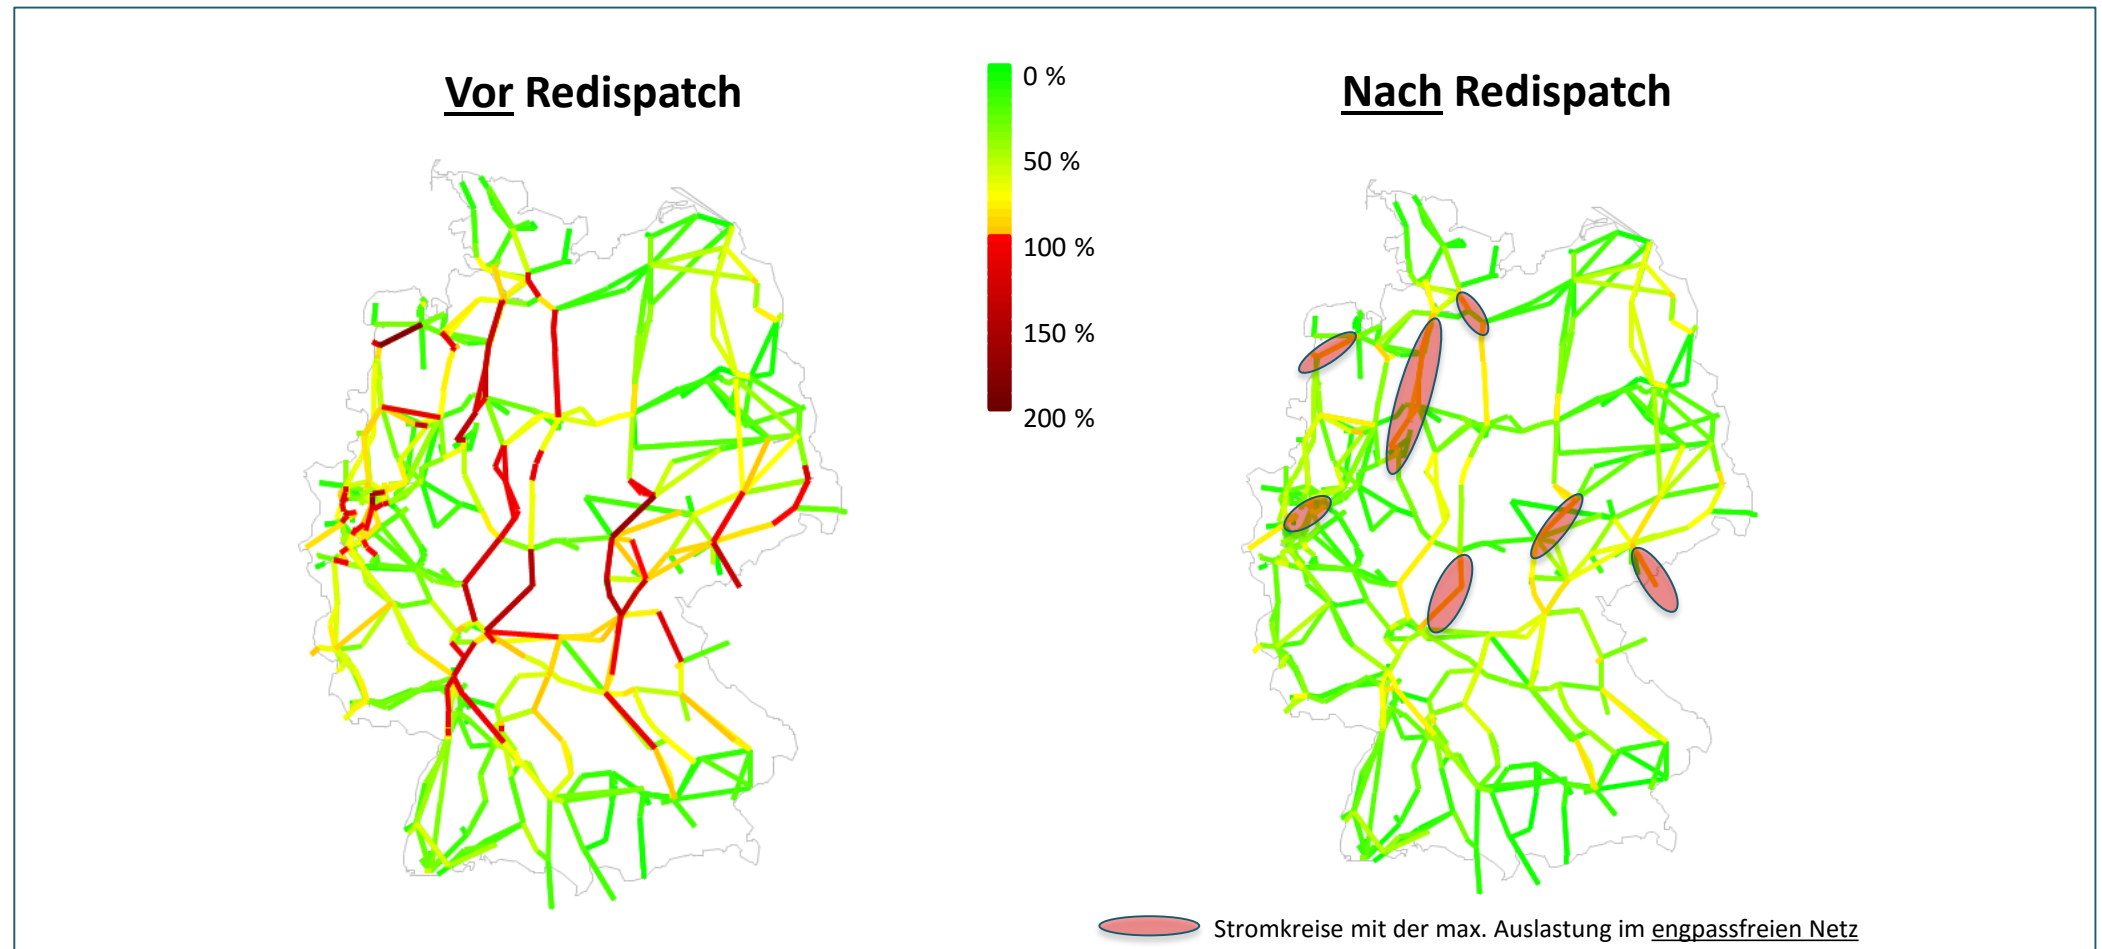 Vor Redispatch
Nach Redispatch
0 %
50 %
100 %
150 %
200 %
Stromkreise mit der max. Auslastung im engpassfreien Netz